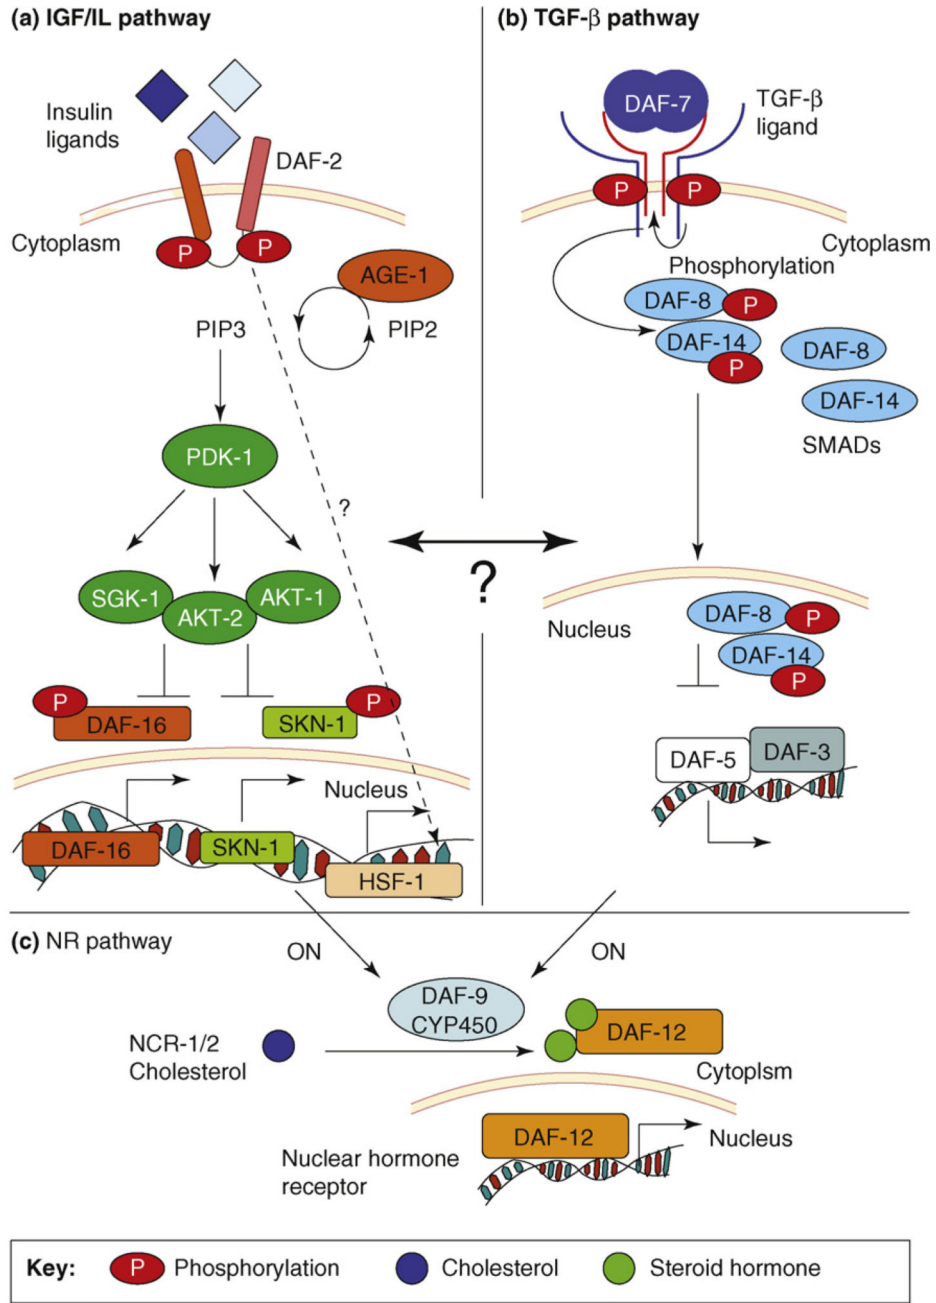 (a) IGF/IL pathway
Insulin
ligands
DAF-2
Cytoplasm
P
P
AGE-1
PIP3
PIP2
PDK-1
?
SGK-1
AKT-2
AKT-1
P
DAF-16
SKN-1
P
Nucleus
DAF-16
SKN-1
HSF-1
?
(b) TGF-β pathway
DAF-7
TGF-β
ligand
P
P
Cytoplasm
Phosphorylation
DAF-8
P
DAF-14
P
DAF-8
DAF-14
SMADs
Nucleus
DAF-8
P
DAF-14
P
DAF-5
DAF-3
(c) NR pathway
ON
ON
DAF-9
CYP450
NCR-1/2
Cholesterol
DAF-12
Cytoplsm
DAF-12
Nucleus
Nuclear hormone
receptor
Key: P Phosphorylation Cholesterol Steroid hormone